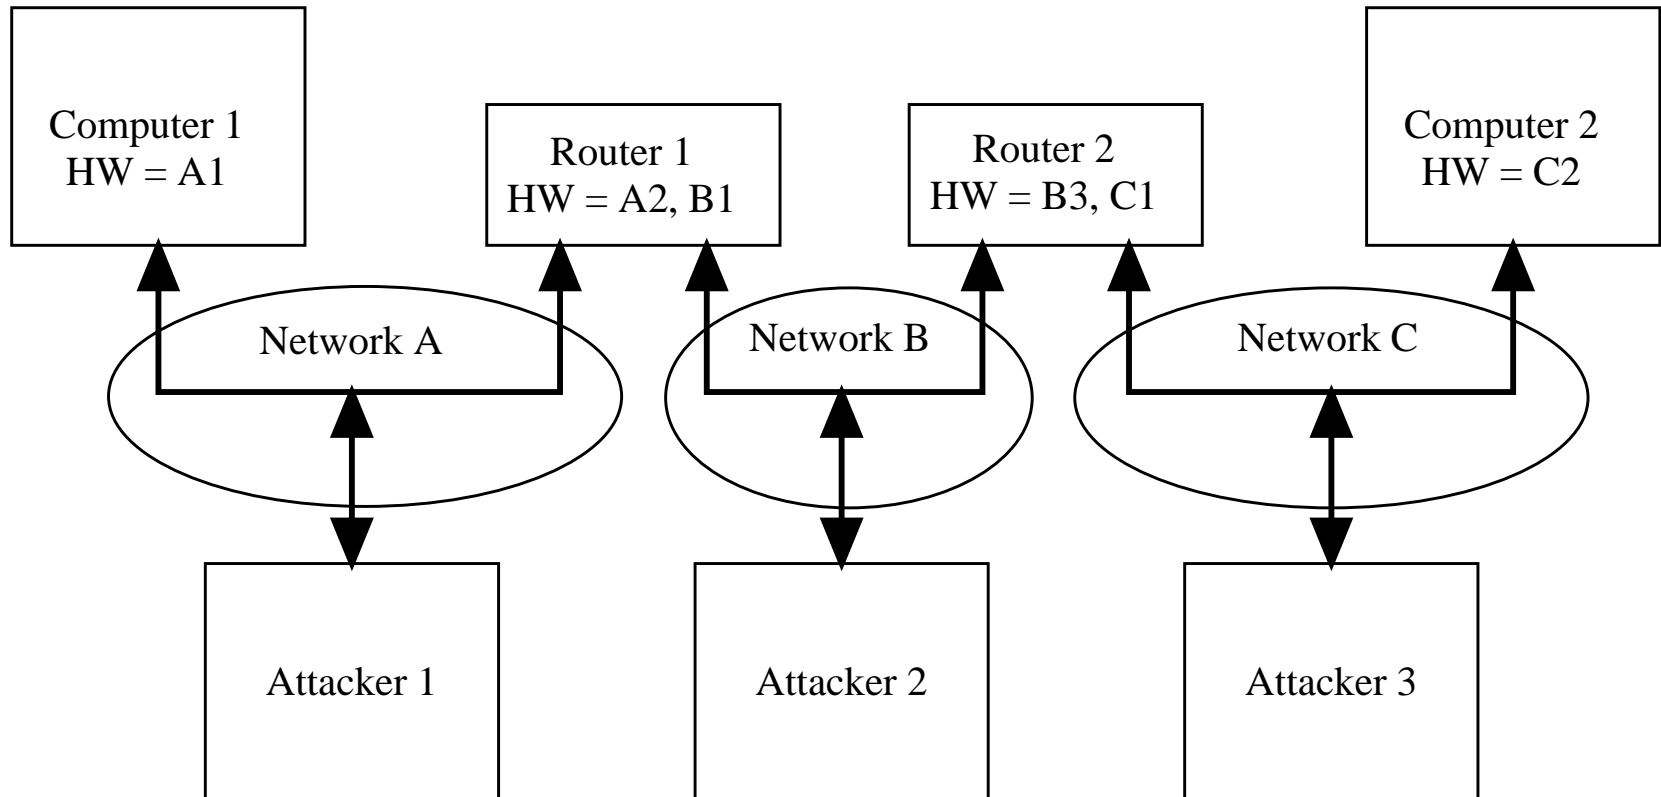 Computer 1
HW = A1
Router 1
HW = A2, B1
Router 2
HW = B3, C1
Computer 2
HW = C2
Network A
Network B
Network C
Attacker 1
Attacker 2
Attacker 3